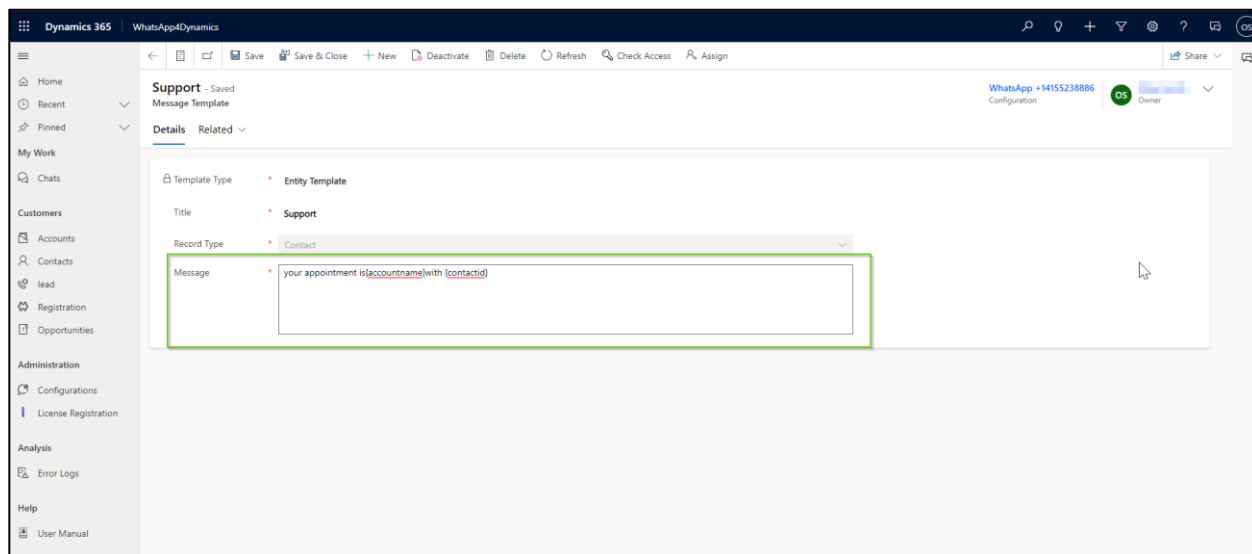 Dynamics 365 WhatsApp4Dynamics OS
Save Save & Close New Deactivate Delete Refresh Check Access Assign Share
Home
Recent
Pinned
My Work
Chats
Customers
Accounts
Contacts
lead
Registration
Opportunities
Administration
Configurations
License Registration
Analysis
Error Logs
Help
User Manual
Support - Saved
Message Template
WhatsApp +14155238886
Configuration
OS
Owner
Details Related
Template Type * Entity Template
Title * Support
Record Type * Contact
Message * your appointment is{accountname}with {contactid}